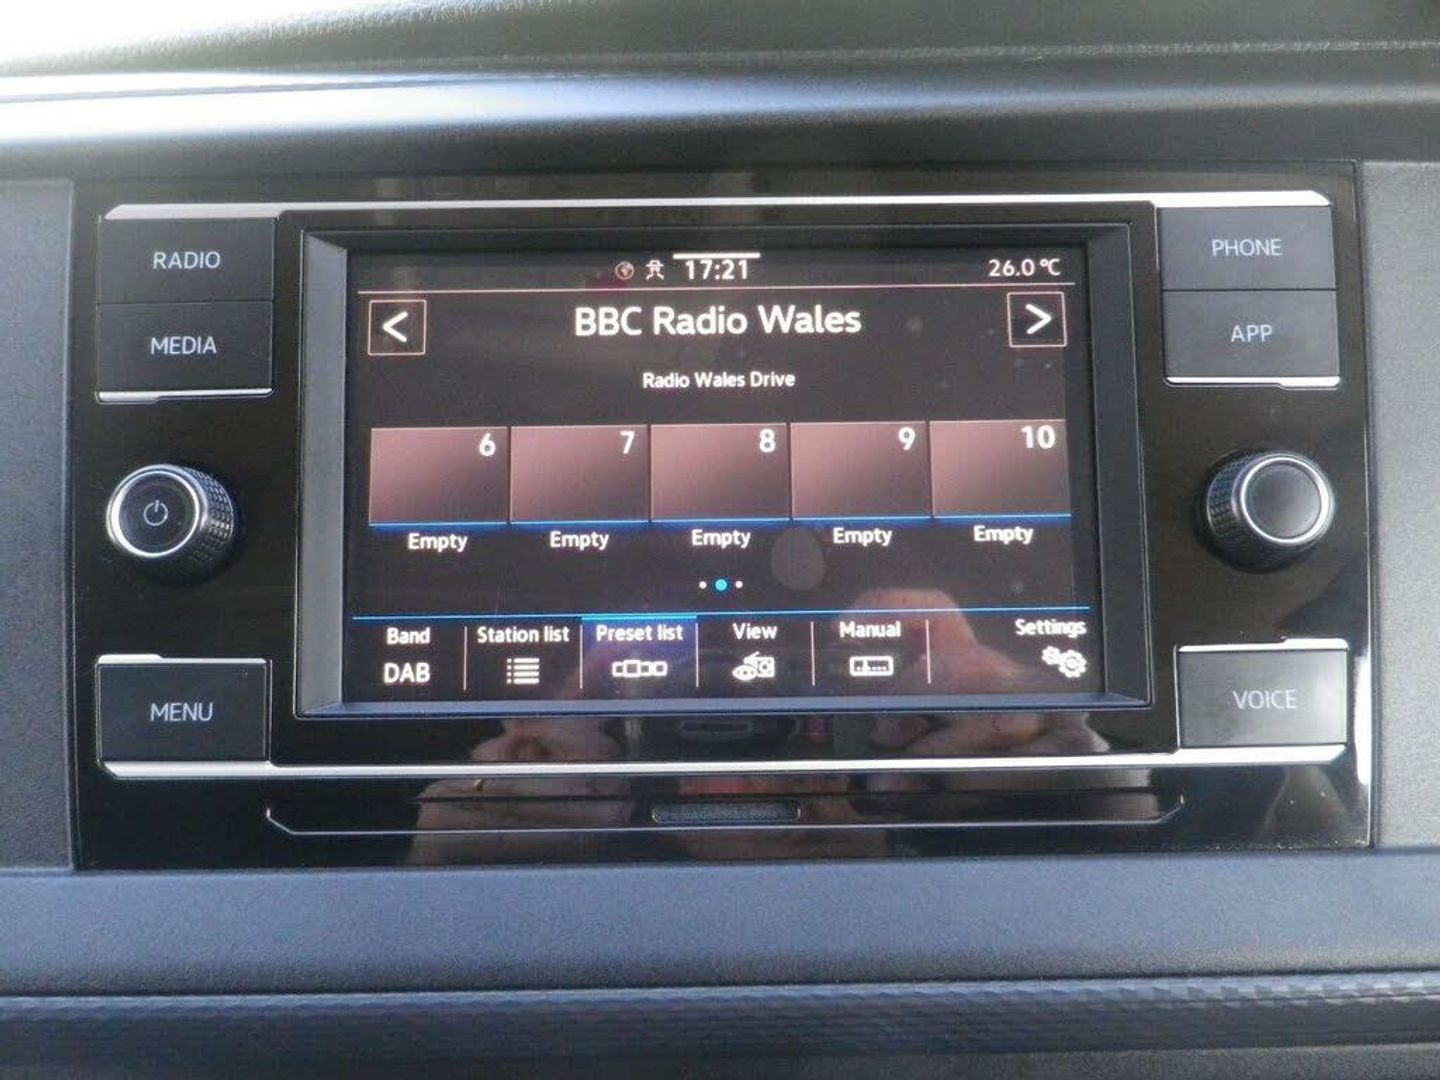 17:21 26.0 °C
RADIO
MEDIA
MENU
< BBC Radio Wales >
Radio Wales Drive
6 7 8 9 10
Empty Empty Empty Empty Empty
Band Station list Preset list View Manual Settings
DAB
PHONE
APP
VOICE